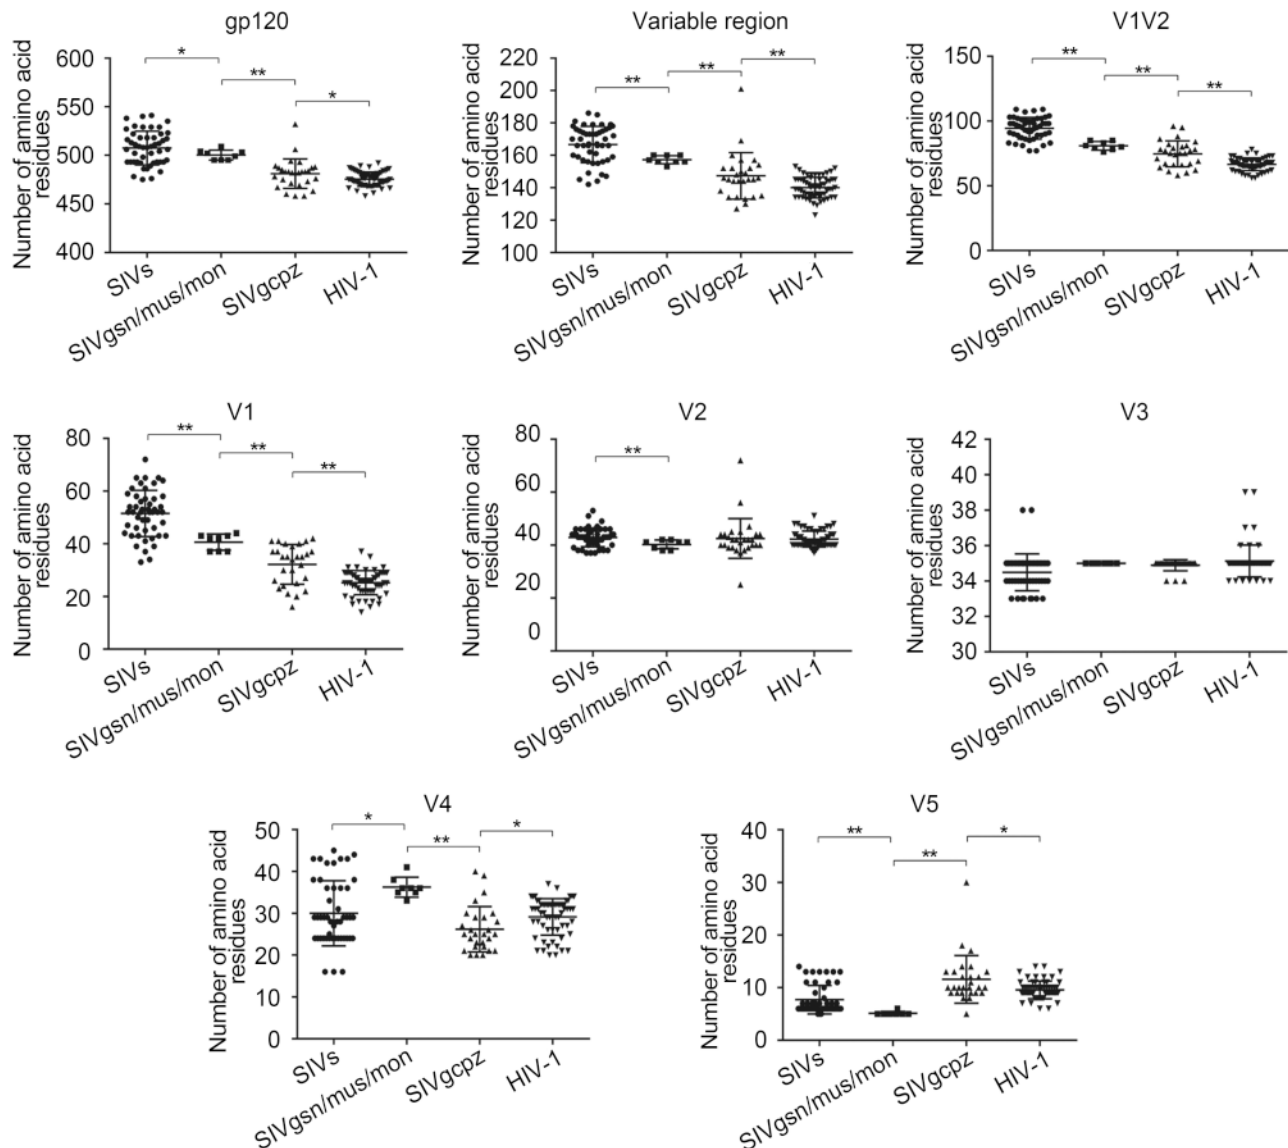 gp120
Number of amino acid
residues
600
550
500
450
400
*
**
*
SIVs
SIVgsn/mus/mon
SIVgcpz
HIV-1
Variable region
Number of amino acid
residues
220
200
180
160
140
120
100
**
**
**
SIVs
SIVgsn/mus/mon
SIVgcpz
HIV-1
V1V2
Number of amino acid
residues
150
100
50
0
**
**
**
SIVs
SIVgsn/mus/mon
SIVgcpz
HIV-1
V1
Number of amino acid
residues
80
60
40
20
0
**
**
**
SIVs
SIVgsn/mus/mon
SIVgcpz
HIV-1
V2
Number of amino acid
residues
80
60
40
20
0
**
SIVs
SIVgsn/mus/mon
SIVgcpz
HIV-1
V3
Number of amino acid
residues
42
40
38
36
34
32
30
SIVs
SIVgsn/mus/mon
SIVgcpz
HIV-1
V4
Number of amino acid
residues
50
40
30
20
10
0
*
**
*
SIVs
SIVgsn/mus/mon
SIVgcpz
HIV-1
V5
Number of amino acid
residues
40
30
20
10
0
**
**
*
SIVs
SIVgsn/mus/mon
SIVgcpz
HIV-1